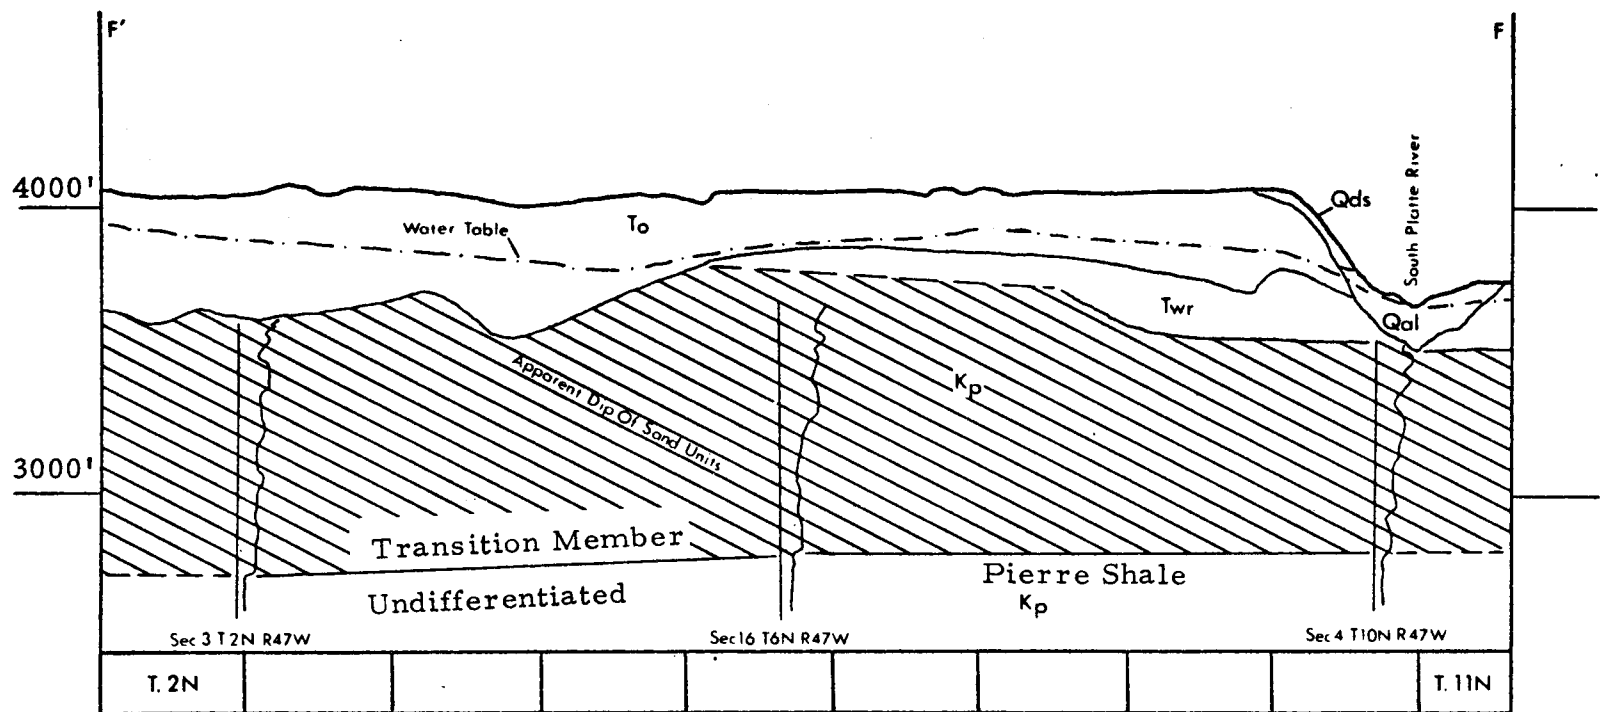 F'
F
4000'
3000'
Water Table
To
Qds
South Platte River
Twr
Qal
Kp
Apparent Dip Of Sand Units
Transition Member
Undifferentiated
Pierre Shale
Kp
Sec 3 T2N R47W
Sec16 T6N R47W
Sec 4 T10N R47W
T. 2N
T. 11N